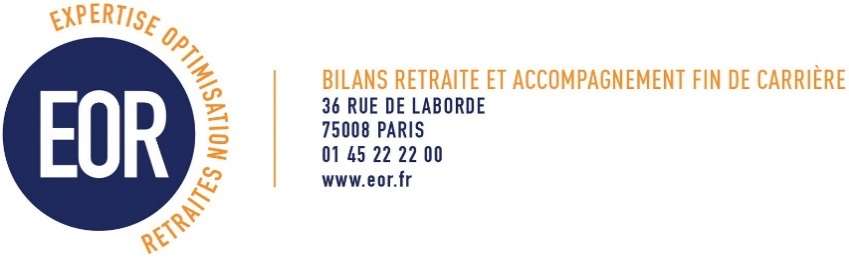 EXPERTISE OPTIMISATION RETRAITES
EOR
BILANS RETRAITE ET ACCOMPAGNEMENT FIN DE CARRIÈRE
36 RUE DE LABORDE
75008 PARIS
01 45 22 22 00
www.eor.fr